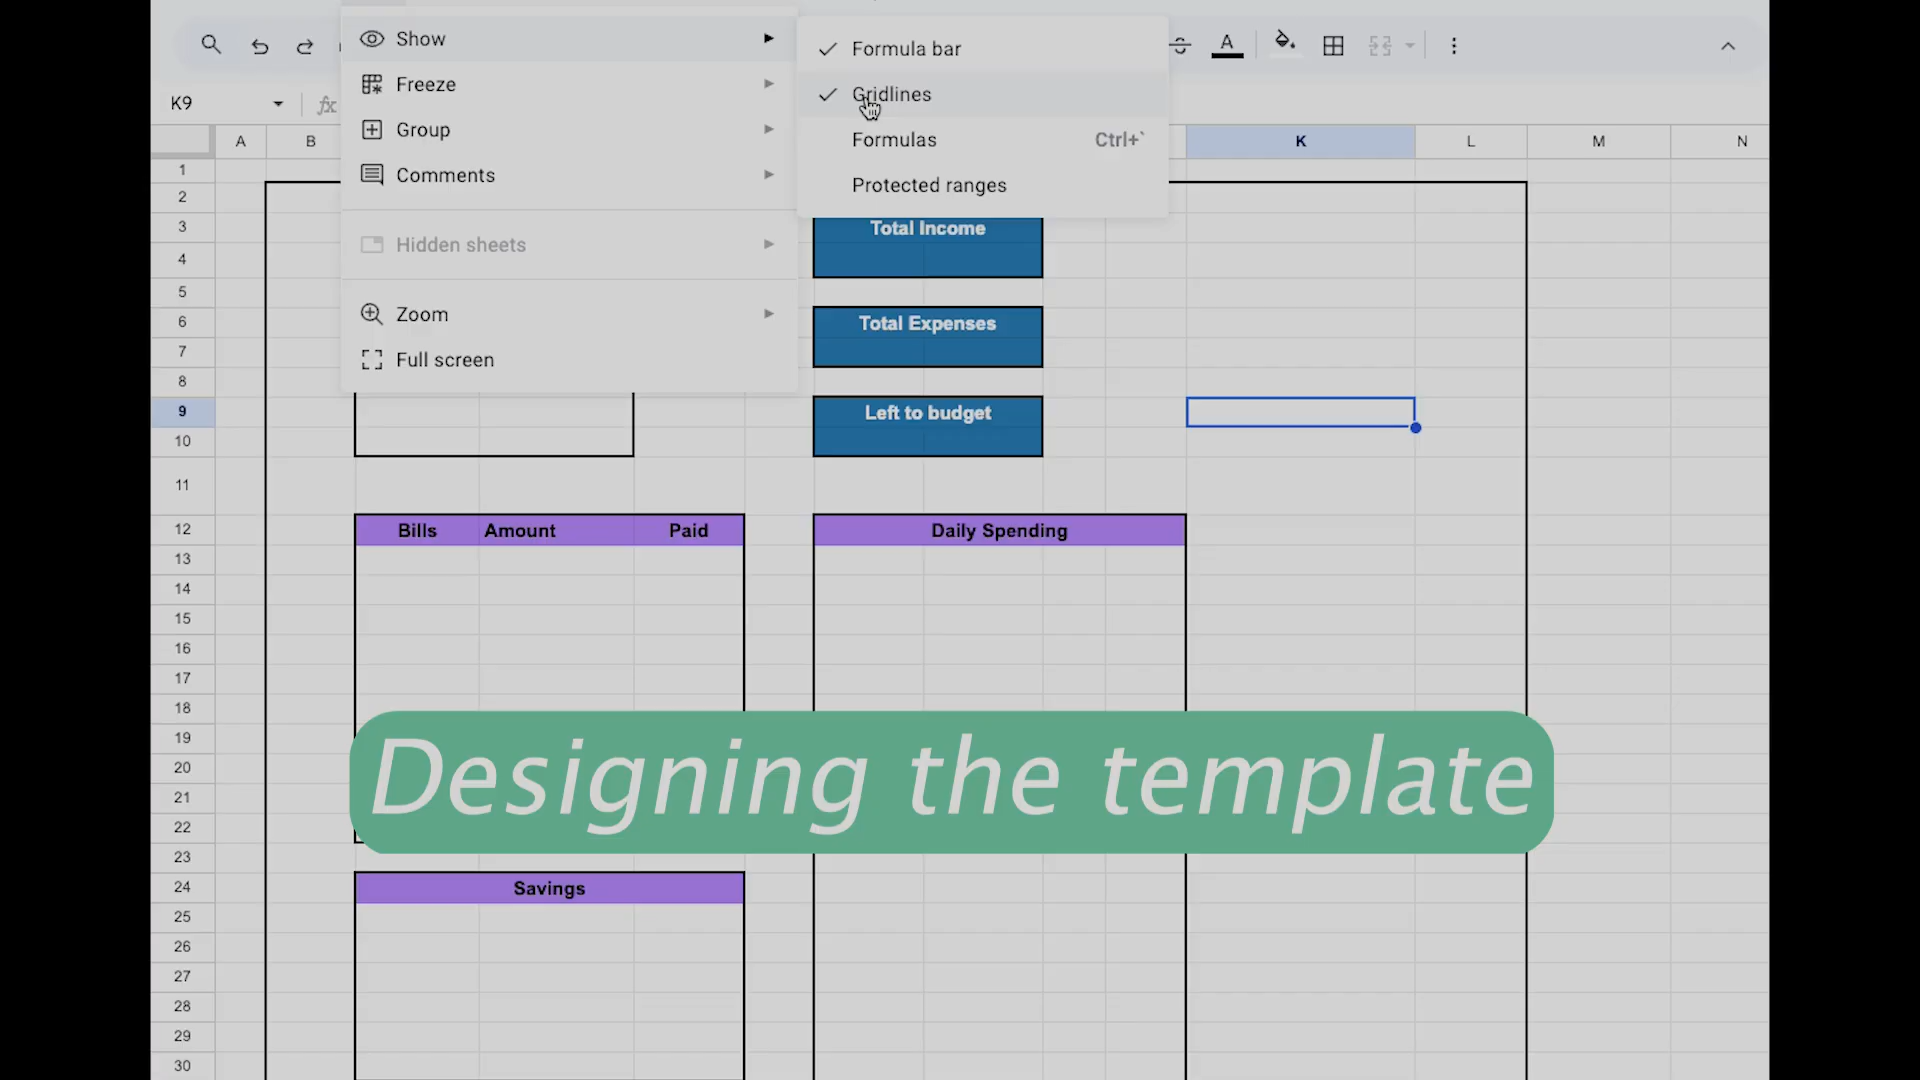 Show
Freeze
Group
Comments
Hidden sheets
Zoom
Full screen
Formula bar
Gridlines
Formulas Ctrl+`
Protected ranges
A
K9
fx
A B K L M N
1
2
3
4
5
6
7
8
9
10
11
12
13
14
15
16
17
18
19
20
21
22
23
24
25
26
27
28
29
30
Total Income
Total Expenses
Left to budget
Bills Amount Paid
Daily Spending
Designing the template
Savings